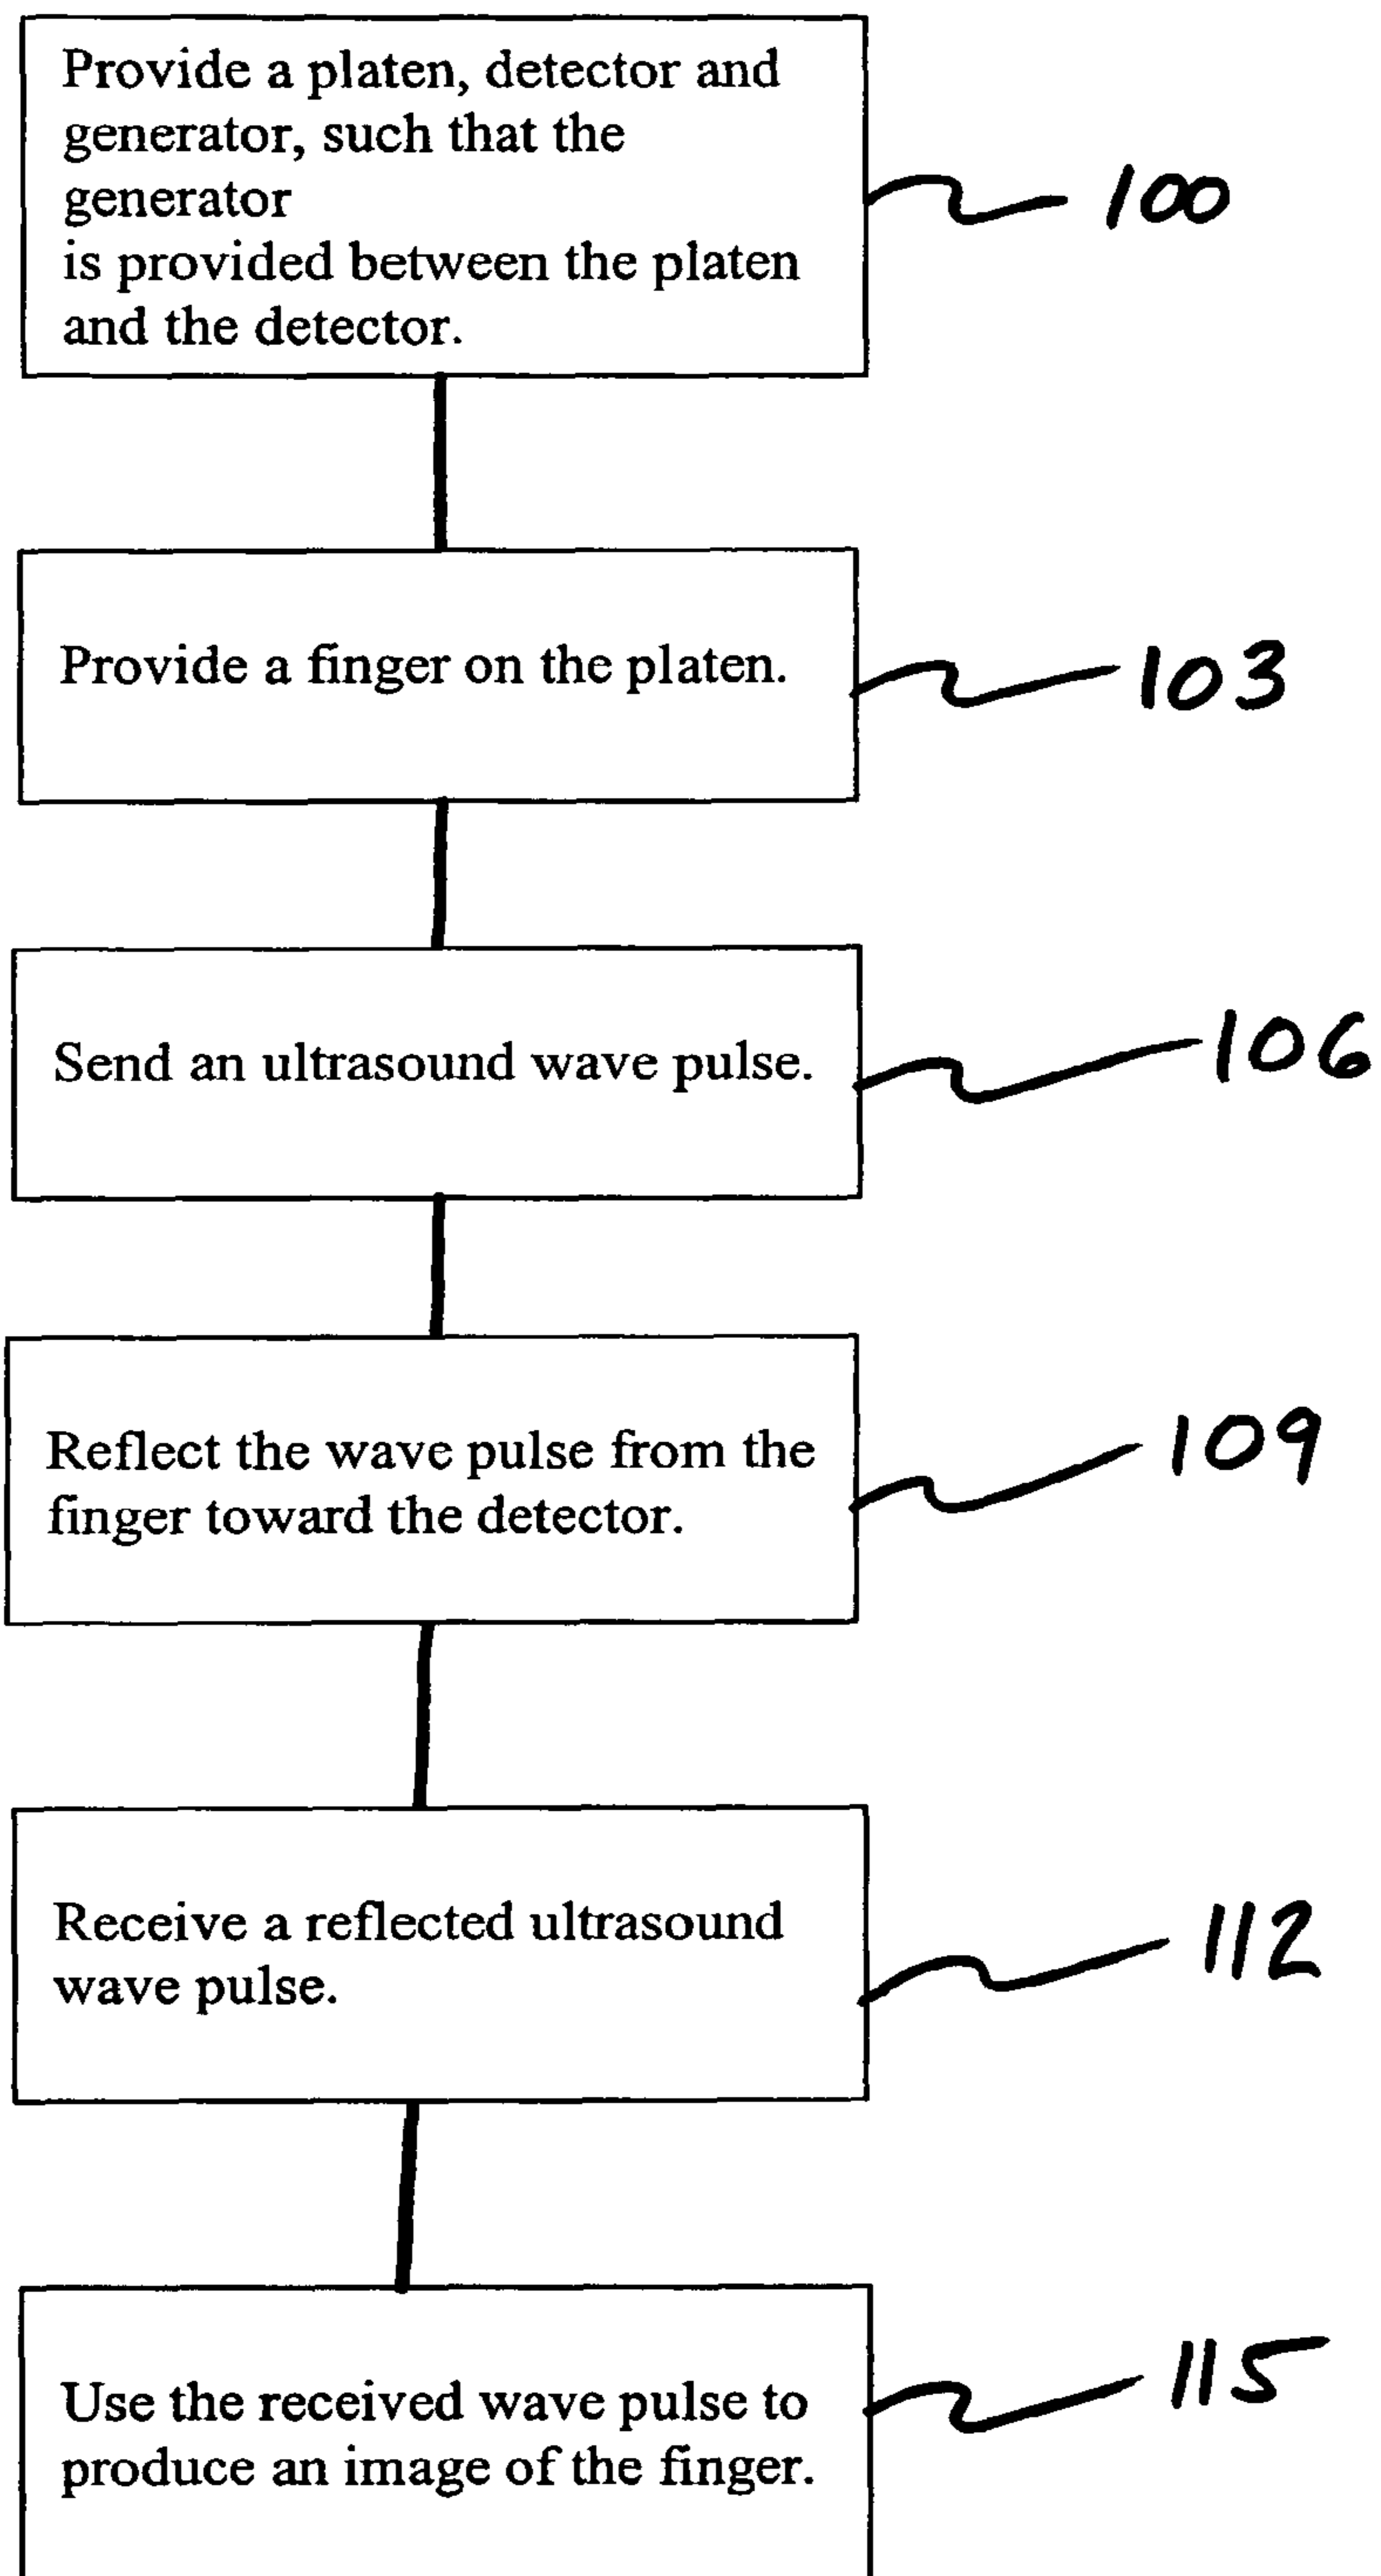 Provide a platen, detector and
generator, such that the
generator
is provided between the platen
and the detector.
100
Provide a finger on the platen.
103
Send an ultrasound wave pulse.
106
Reflect the wave pulse from the
finger toward the detector.
109
Receive a reflected ultrasound
wave pulse.
112
Use the received wave pulse to
produce an image of the finger.
115